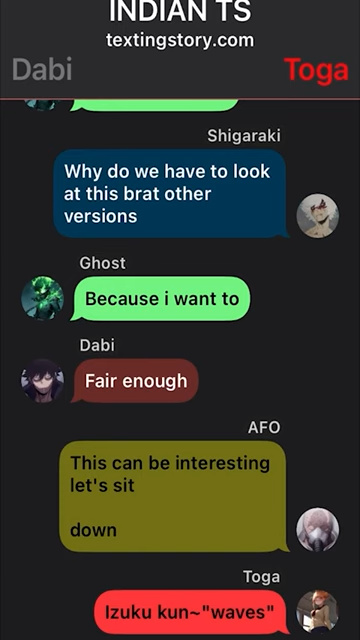 INDIAN TS
textingstory.com
Dabi
Toga
Shigaraki
Why do we have to look
at this brat other
versions
Ghost
Because i want to
Dabi
Fair enough
AFO
This can be interesting
let's sit
down
Toga
Izuku kun~"waves"